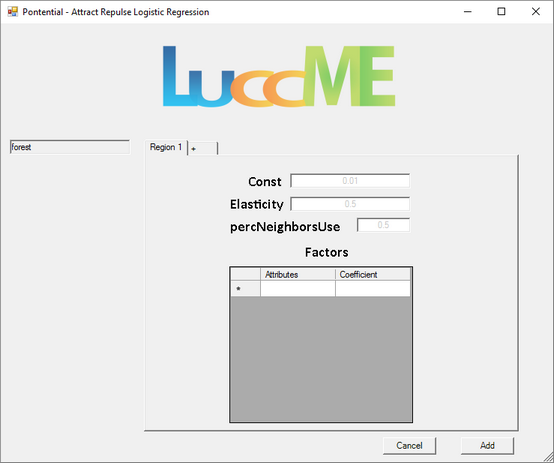 Pontential - Attract Repulse Logistic Regression
LuccME
forest
Region 1 +
Const 0.01
Elasticity 0.5
percNeighborsUse 0.5
Factors
Attributes Coefficient
Cancel Add